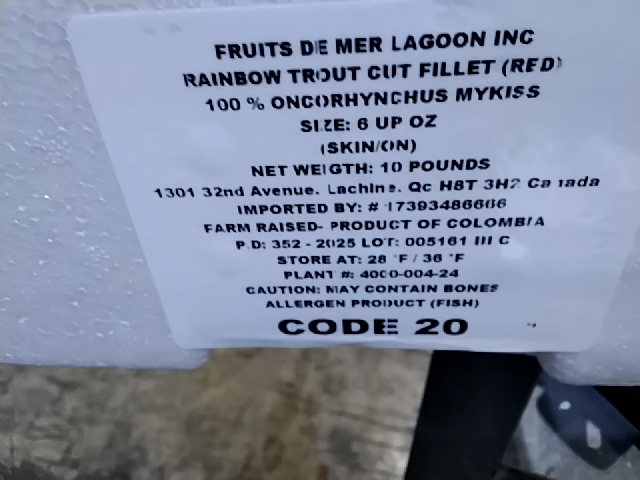 FRUITS DE MER LAGOON INC
RAINBOW TROUT CUT FILLET (RED)
100 % ONCORHYNCHUS MYKISS
SIZE: 6 UP OZ
(SKIN/ON)
NET WEIGTH: 10 POUNDS
1301 32nd Avenue. Lachine. Qc H8T 3H2 Canada
IMPORTED BY: # 17393486666
FARM RAISED- PRODUCT OF COLOMBIA
P.D: 352 - 2025 LOT: 005161 III C
STORE AT: 28 °F / 36 °F
PLANT #: 4000-004-24
CAUTION: MAY CONTAIN BONES
ALLERGEN PRODUCT (FISH)
CODE 20